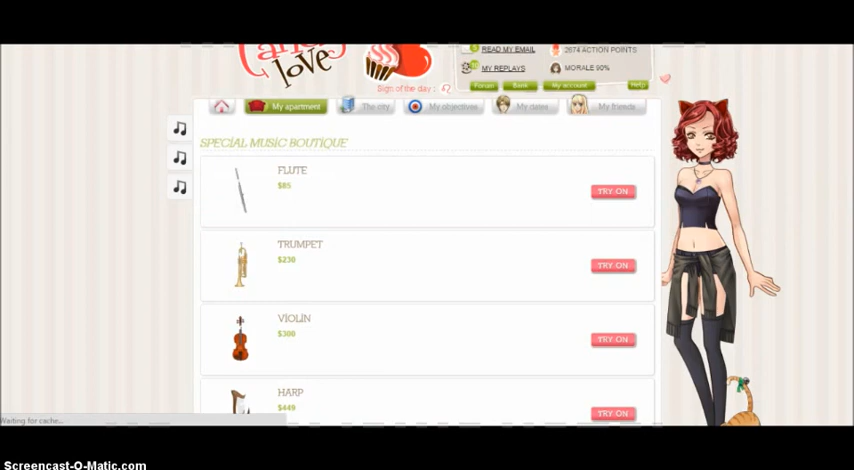 Candy
love
READ MY EMAIL
2674 ACTION POINTS
MY REPLAYS
MORALE 90%
Sign of the day :
Forum
Bank
My account
Help
My apartment
The city
My objectives
My dates
My friends
SPECIAL MUSIC BOUTIQUE
FLUTE
$85
TRY ON
TRUMPET
$230
TRY ON
VIOLIN
$300
TRY ON
HARP
$449
TRY ON
Waiting for cache...
Screencast-O-Matic.com